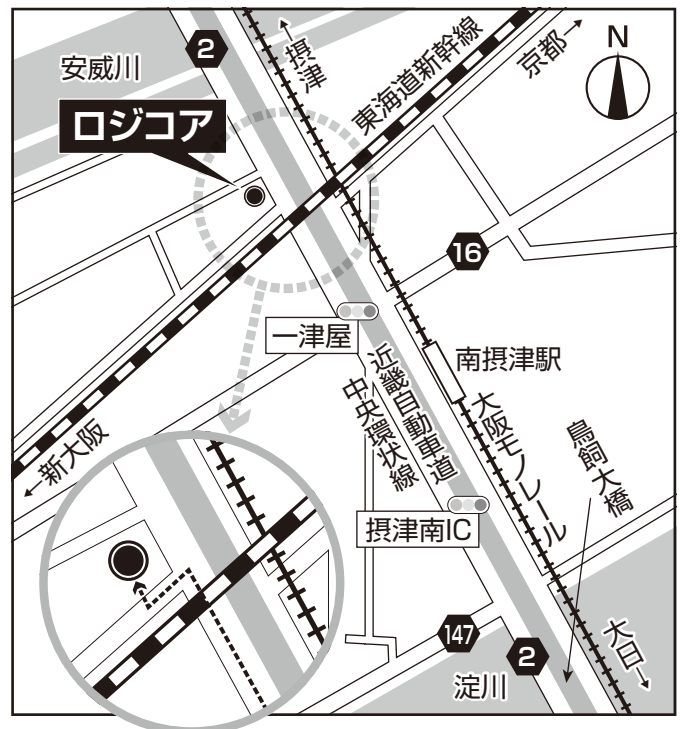 安威川
2
←摂津
東海道新幹線
京都→
N
ロジコア
16
一津屋
近畿自動車道
中央環状線
南摂津駅
大阪モノレール
鳥飼大橋
←新大阪
摂津南IC
147
2
淀川
大日→